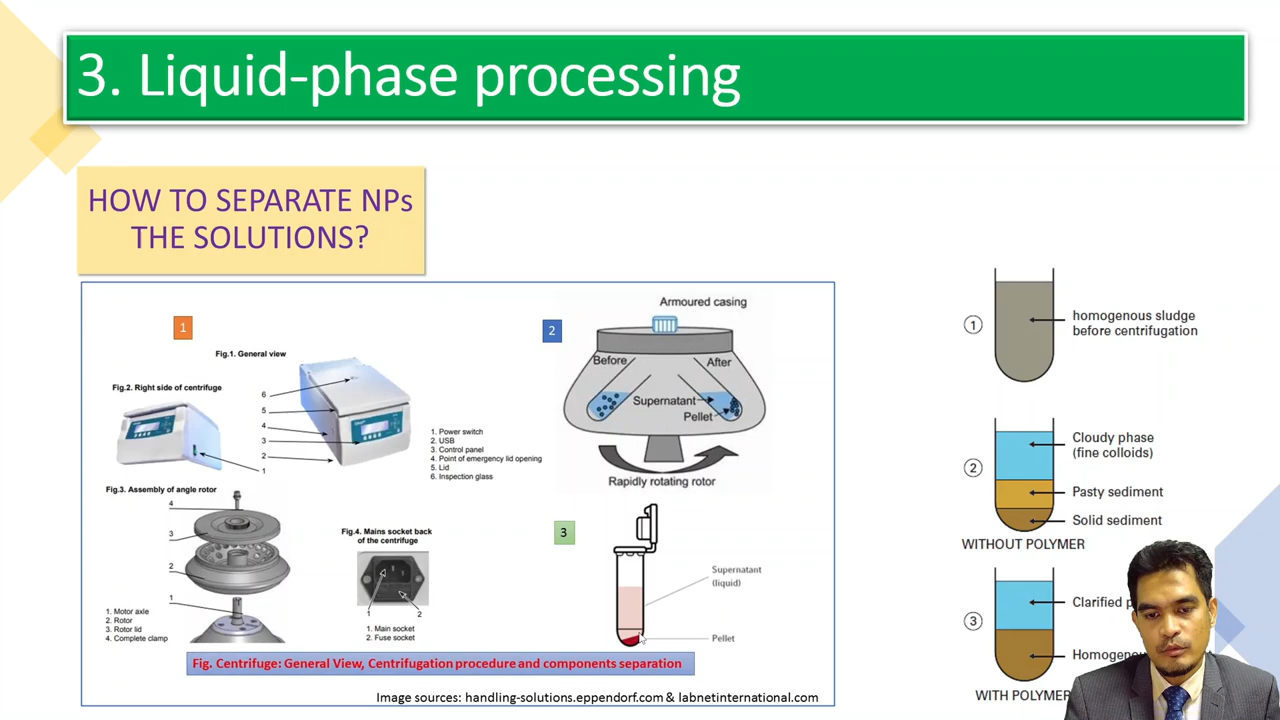 3. Liquid-phase processing
HOW TO SEPARATE NPs
THE SOLUTIONS?
1
Fig.1. General view
Fig.2. Right side of centrifuge
6
5
4
3
2
1
1. Power switch
2. USB
3. Control panel
4. Point of emergency lid opening
5. Lid
6. Inspection glass
Fig.3. Assembly of angle rotor
4
3
2
1
1. Motor axle
2. Rotor
3. Rotor lid
4. Complete clamp
Fig.4. Mains socket back
of the centrifuge
1
2
1. Main socket
2. Fuse socket
2
Armoured casing
Before
After
Supernatant
Pellet
Rapidly rotating rotor
3
Supernatant
(liquid)
Pellet
Fig. Centrifuge: General View, Centrifugation procedure and components separation
Image sources: handling-solutions.eppendorf.com & labnetinternational.com
1
homogenous sludge
before centrifugation
2
Cloudy phase
(fine colloids)
Pasty sediment
Solid sediment
WITHOUT POLYMER
3
Clarified
WITH POLYMER